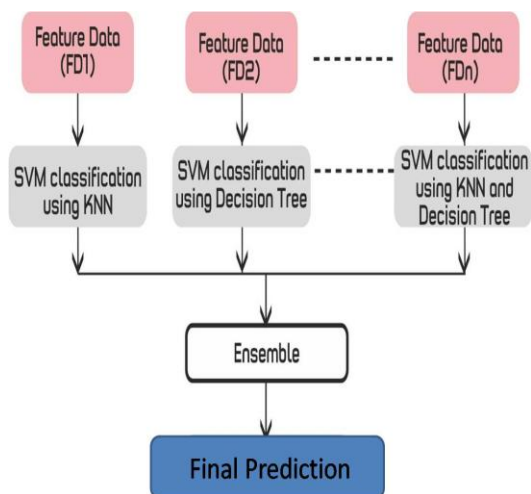 Feature Data
(FD1)
Feature Data
(FD2)
Feature Data
(FDn)
SVM classification
using KNN
SVM classification
using Decision Tree
SVM classification
using KNN and
Decision Tree
Ensemble
Final Prediction